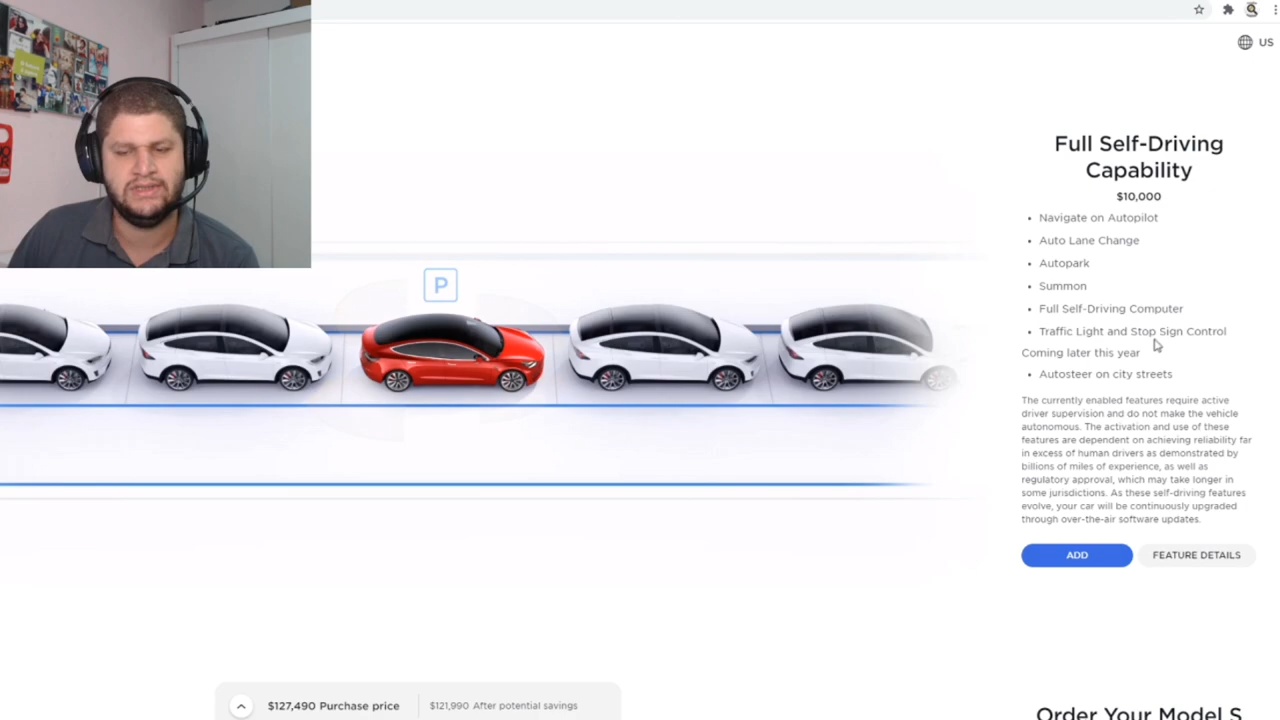 US
Full Self-Driving
Capability
$10,000
• Navigate on Autopilot
• Auto Lane Change
• Autopark
• Summon
• Full Self-Driving Computer
• Traffic Light and Stop Sign Control
Coming later this year
• Autosteer on city streets
The currently enabled features require active
driver supervision and do not make the vehicle
autonomous. The activation and use of these
features are dependent on achieving reliability far
in excess of human drivers as demonstrated by
billions of miles of experience, as well as
regulatory approval, which may take longer in
some jurisdictions. As these self-driving features
evolve, your car will be continuously upgraded
through over-the-air software updates.
ADD
FEATURE DETAILS
P
$127,490 Purchase price
$121,990 After potential savings
Order Your Model S